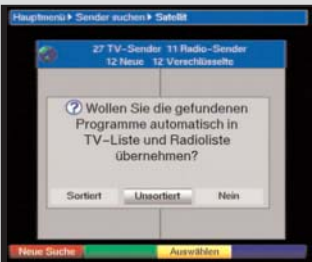 Hauptmenü ▶ Sender suchen ▶ Satellit
27 TV-Sender 11 Radio-Sender
12 Neue 12 Verschlüsselte
? Wollen Sie die gefundenen
Programme automatisch in
TV-Liste und Radioliste
übernehmen?
Sortiert Unsortiert Nein
Neue Suche Auswählen